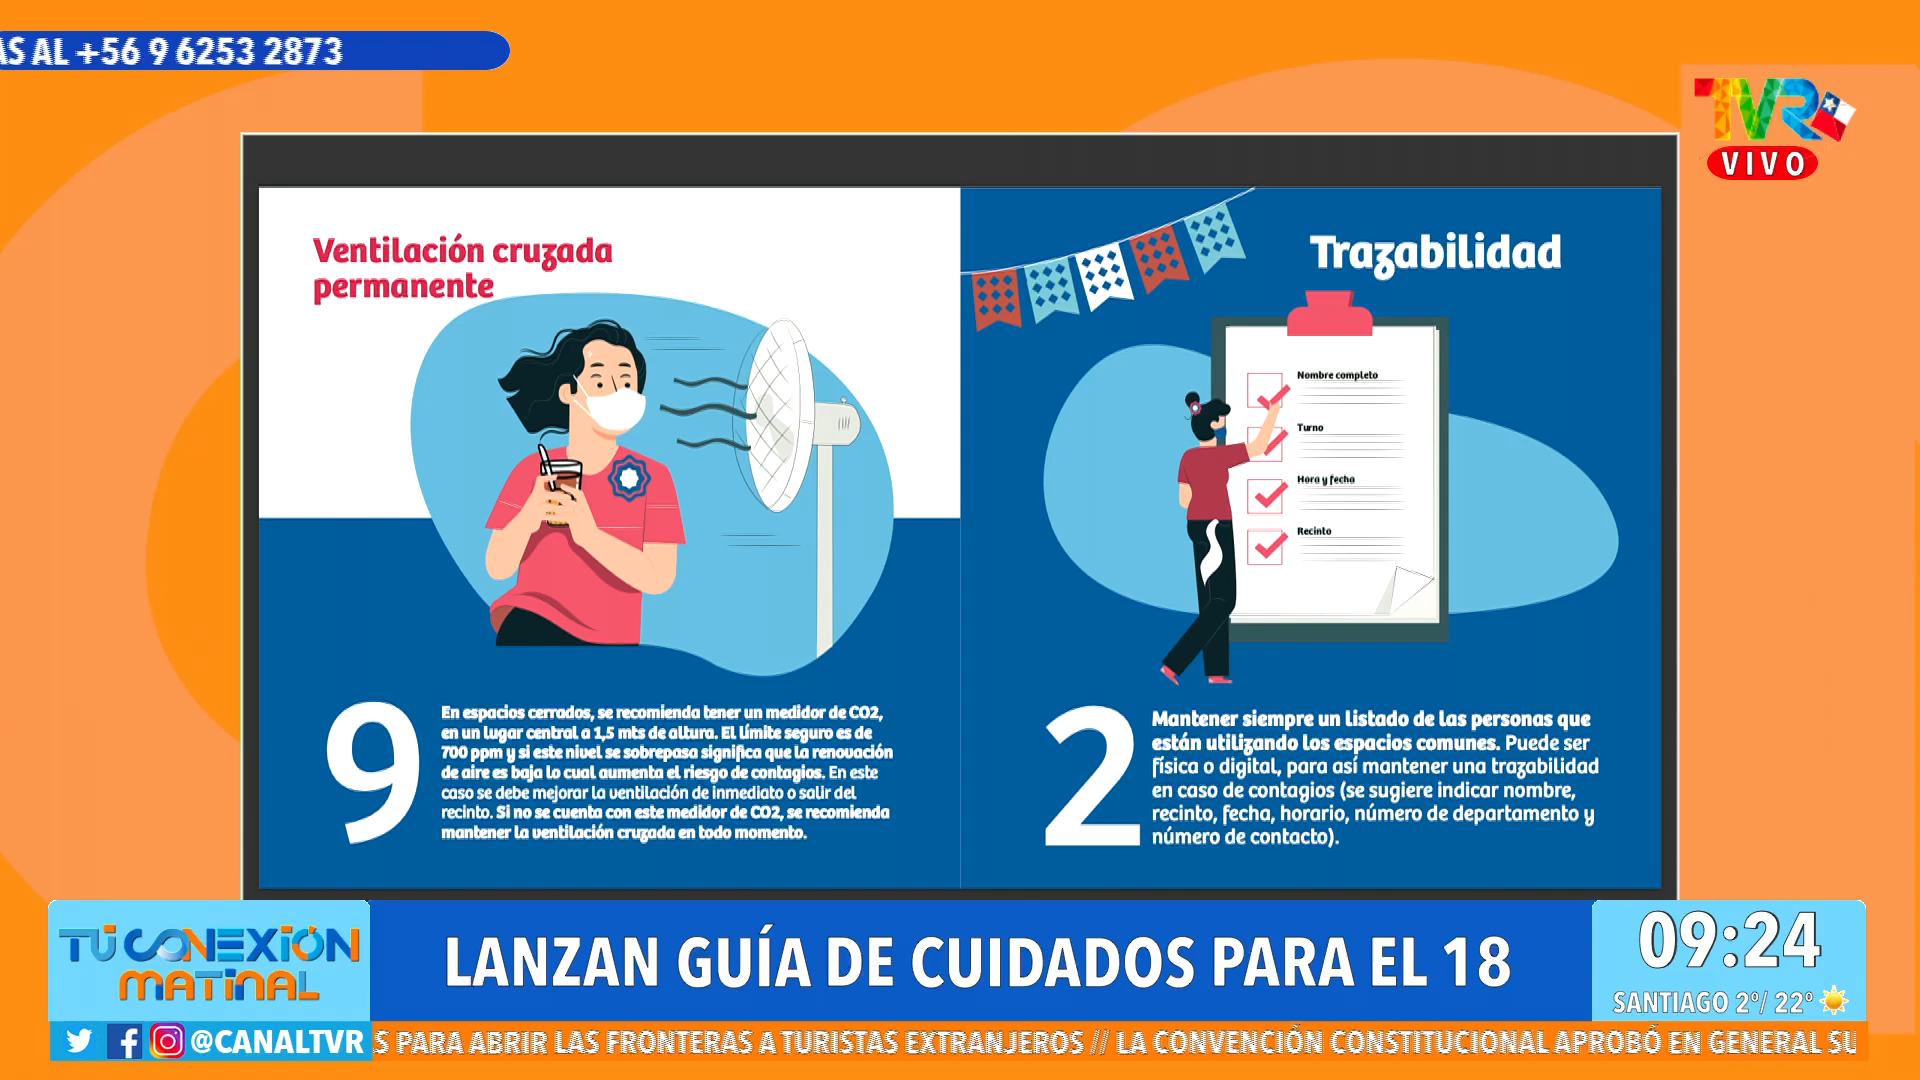 AS AL +56 9 6253 2873
TVR
VIVO
Ventilación cruzada
permanente
9
En espacios cerrados, se recomienda tener un medidor de CO2,
en un lugar central a 1,5 mts de altura. El límite seguro es de
700 ppm y si este nivel se sobrepasa significa que la renovación
de aire es baja lo cual aumenta el riesgo de contagios. En este
caso se debe mejorar la ventilación de inmediato o salir del
recinto. Si no se cuenta con este medidor de CO2, se recomienda
mantener la ventilación cruzada en todo momento.
Trazabilidad
Nombre completo
Turno
Hora y fecha
Recinto
2
Mantener siempre un listado de las personas que
están utilizando los espacios comunes. Puede ser
física o digital, para así mantener una trazabilidad
en caso de contagios (se sugiere indicar nombre,
recinto, fecha, horario, número de departamento y
número de contacto).
TÚ CONEXIÓN
MATINAL
LANZAN GUÍA DE CUIDADOS PARA EL 18
09:24
SANTIAGO 2º/ 22º
@CANALTVR
S PARA ABRIR LAS FRONTERAS A TURISTAS EXTRANJEROS // LA CONVENCIÓN CONSTITUCIONAL APROBÓ EN GENERAL SU